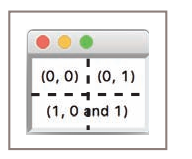 (0, 0) (0, 1)
(1, 0 and 1)